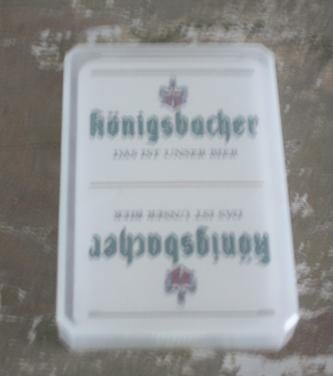 Königsbacher
DAS IST UNSER BIER
DAS IST UNSER BIER
Königsbacher